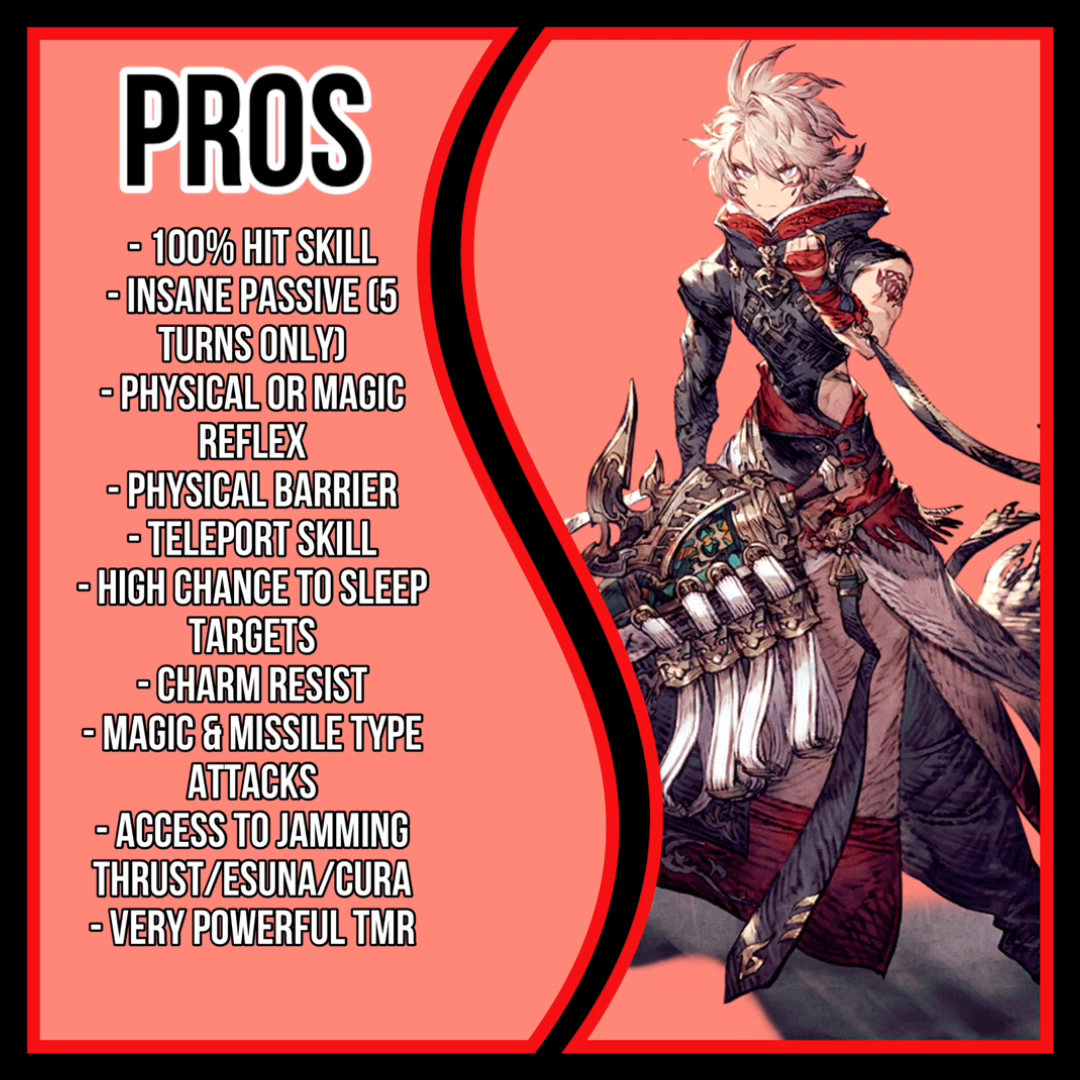 PROS
- 100% HIT SKILL
- INSANE PASSIVE (5
TURNS ONLY)
- PHYSICAL OR MAGIC
REFLEX
- PHYSICAL BARRIER
- TELEPORT SKILL
- HIGH CHANCE TO SLEEP
TARGETS
- CHARM RESIST
- MAGIC & MISSILE TYPE
ATTACKS
- ACCESS TO JAMMING
THRUST/ESUNA/CURA
- VERY POWERFUL TMR